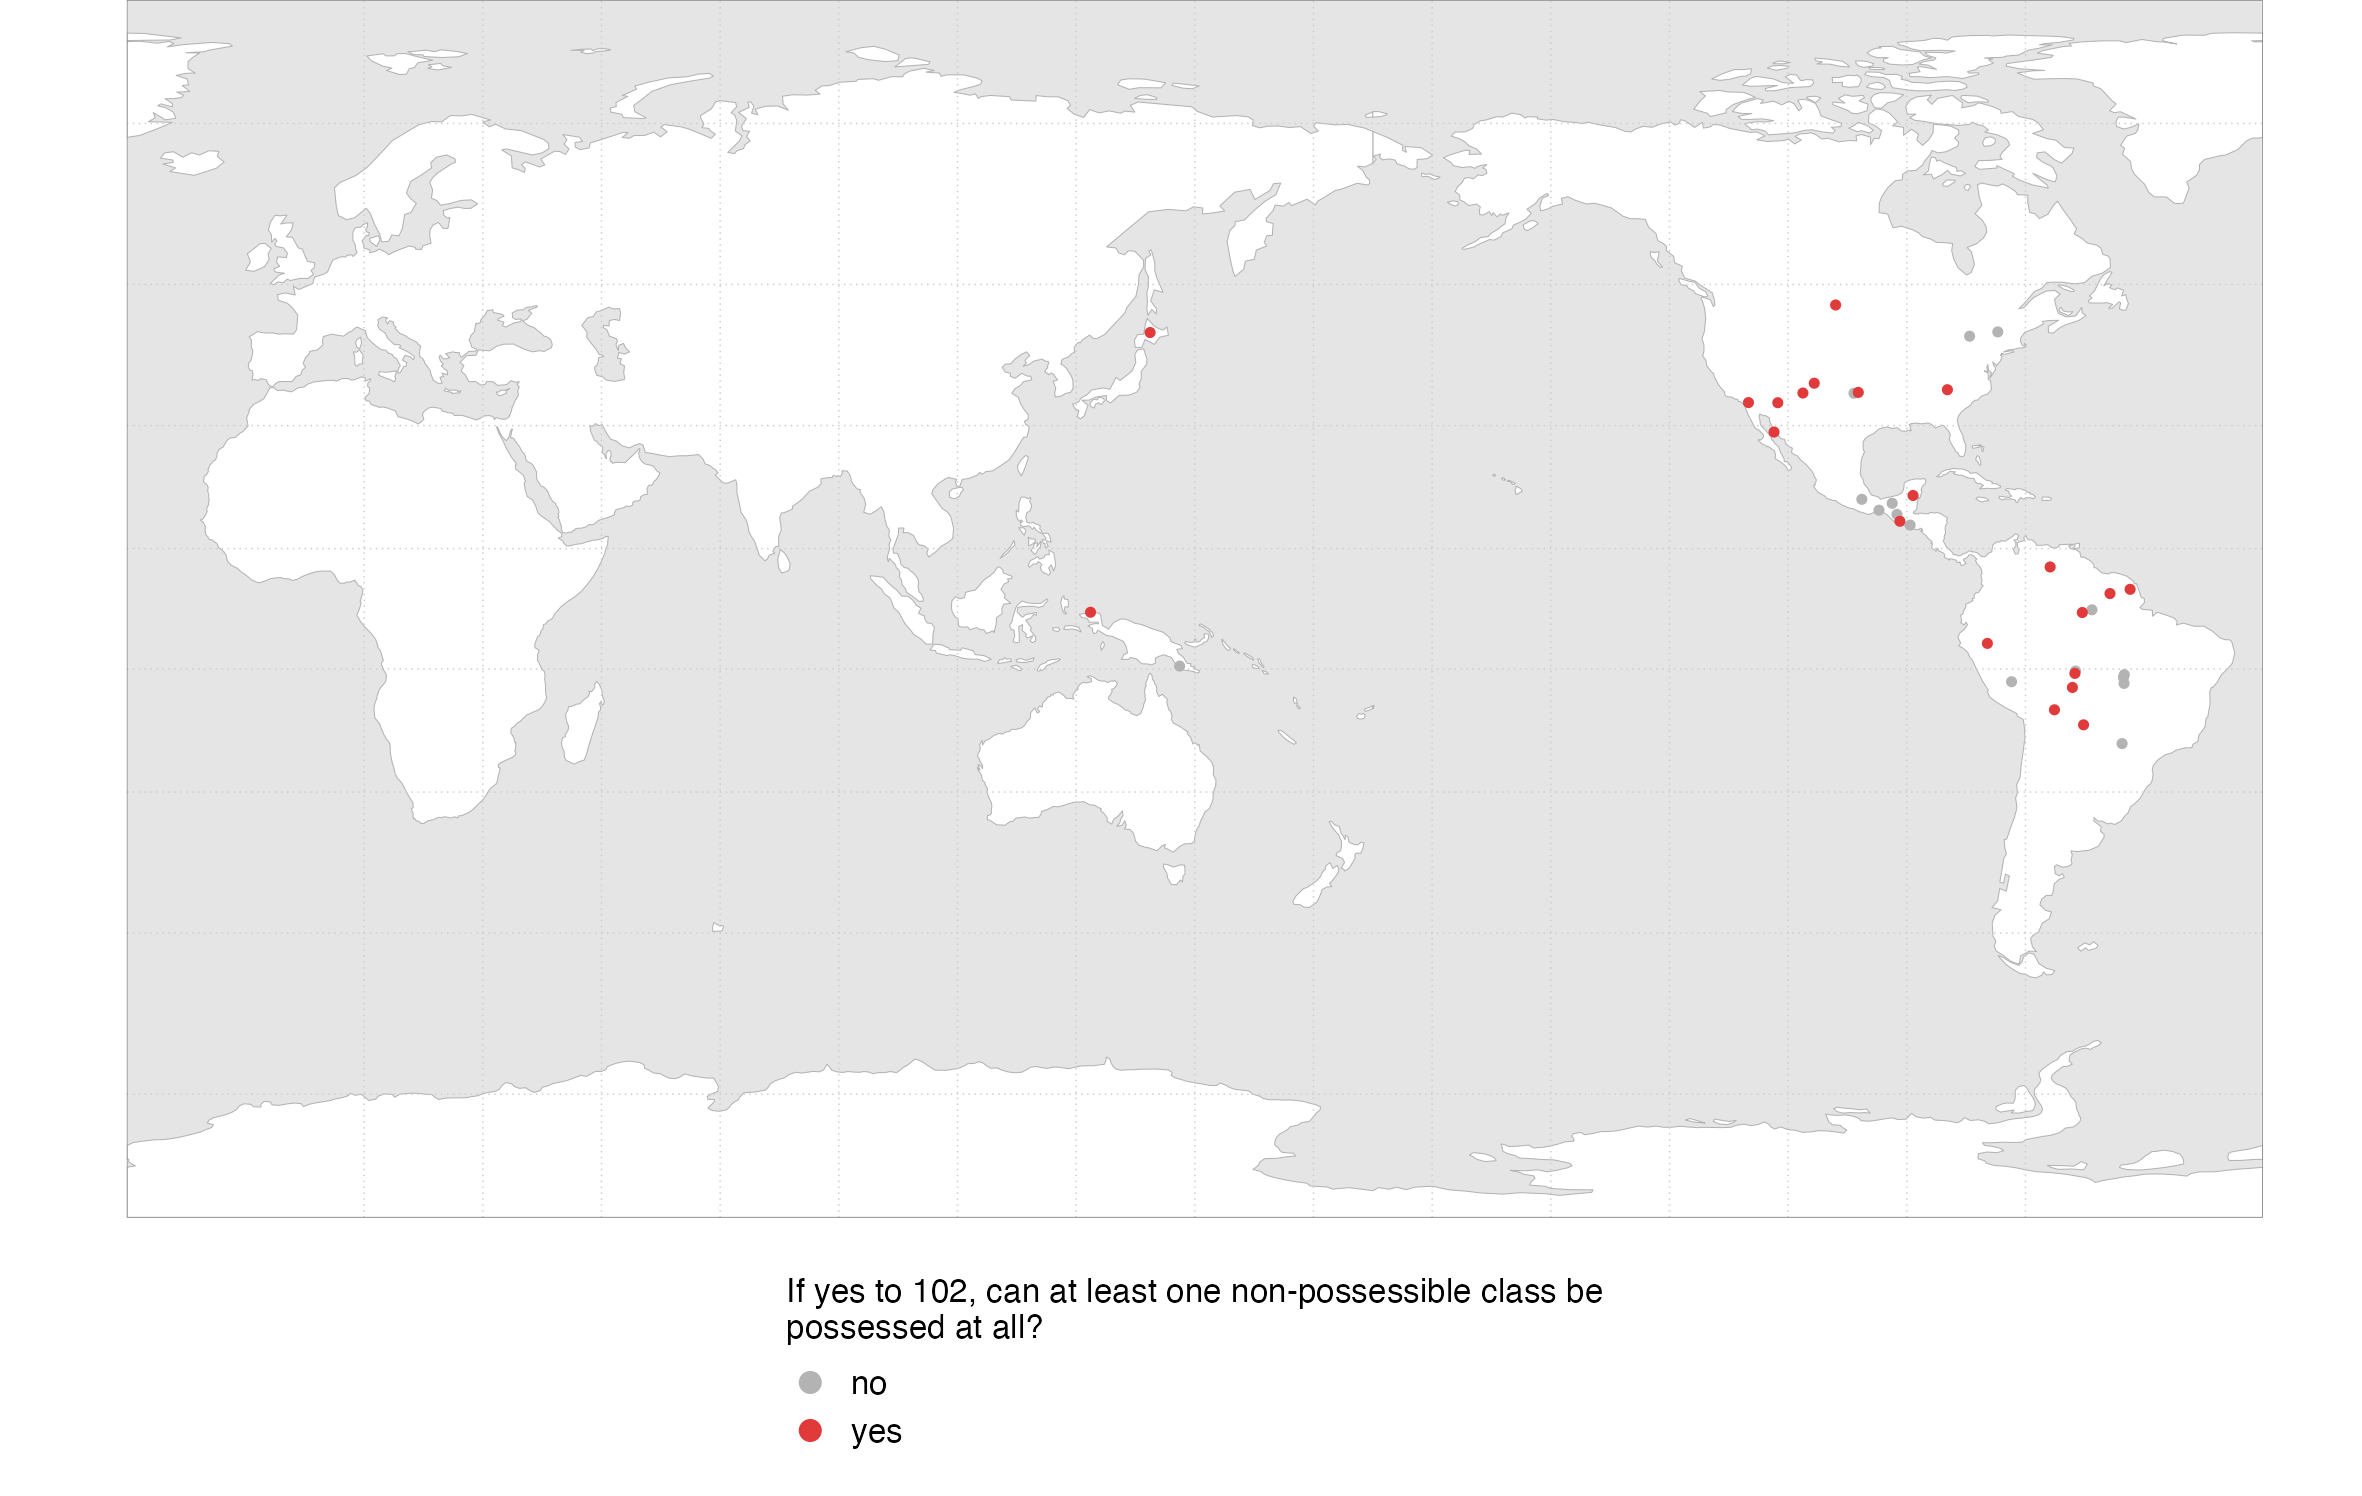 If yes to 102, can at least one non-possessible class be
possessed at all?
no
yes